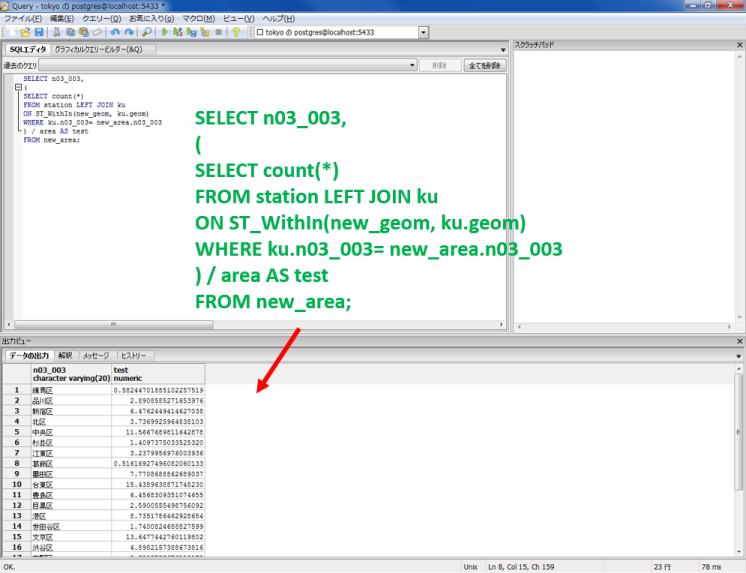 Query - tokyo の postgres@localhost:5433 *
ファイル(F) 編集(E) クエリー(Q) お気に入り(a) マクロ(M) ビュー(V) ヘルプ(H)
tokyo の postgres@localhost:5433
SQLエディタ グラフィカルクエリービルダー(&Q)
過去のクエリ 削除 全てを削除
SELECT n03_003,
(
SELECT count(*)
FROM station LEFT JOIN ku
ON ST_WithIn(new_geom, ku.geom)
WHERE ku.n03_003= new_area.n03_003
) / area AS test
FROM new_area;
SELECT n03_003,
(
SELECT count(*)
FROM station LEFT JOIN ku
ON ST_WithIn(new_geom, ku.geom)
WHERE ku.n03_003= new_area.n03_003
) / area AS test
FROM new_area;
スクラッチパッド
出力ビュー
データの出力 解釈 メッセージ ヒストリー
n03_003 test
character varying(20) numeric
1 練馬区 0.58244701885102257519
2 品川区 2.8908585271653976
3 新宿区 6.4762449414627038
4 北区 3.7369925964838103
5 中央区 11.5667689811642878
6 杉並区 1.4097375033525320
7 江東区 3.2379956976003936
8 葛飾区 0.51616927496082060133
9 墨田区 7.7708688862689037
10 台東区 15.4389638871748230
11 豊島区 6.4568309351074655
12 目黒区 2.5900555498756092
13 港区 8.7351786462928654
14 世田谷区 1.7400824688827599
15 文京区 13.6477442760119802
16 渋谷区 4.8982157388673816
OK. Unix Ln 8, Col 15, Ch 159 23 行 78 ms